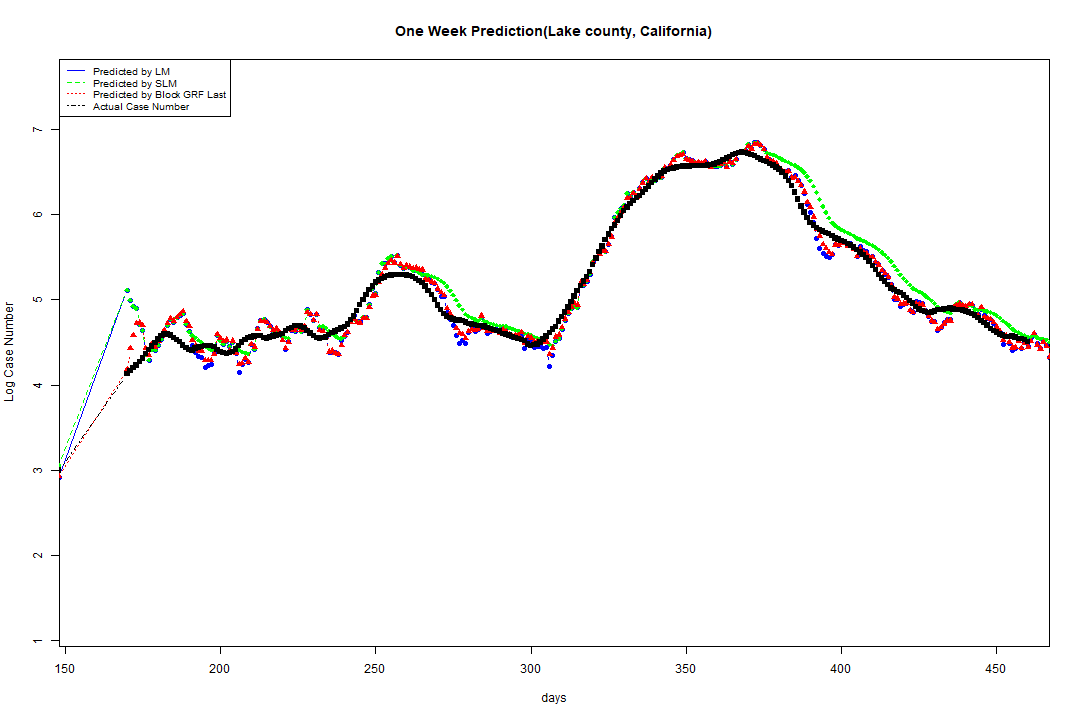 One Week Prediction(Lake county, California)
Predicted by LM
Predicted by SLM
Predicted by Block GRF Last
Actual Case Number
7
6
5
4
3
2
1
Log Case Number
150 200 250 300 350 400 450
days